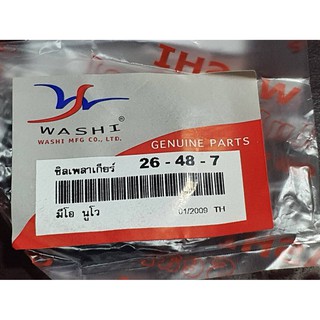 WASHI
WASHI MFG CO., LTD.
GENUINE PARTS
ซิลเพลาเกียร์ 26 - 48 - 7
มีโอ นูโว 01/2009 TH
WASHI